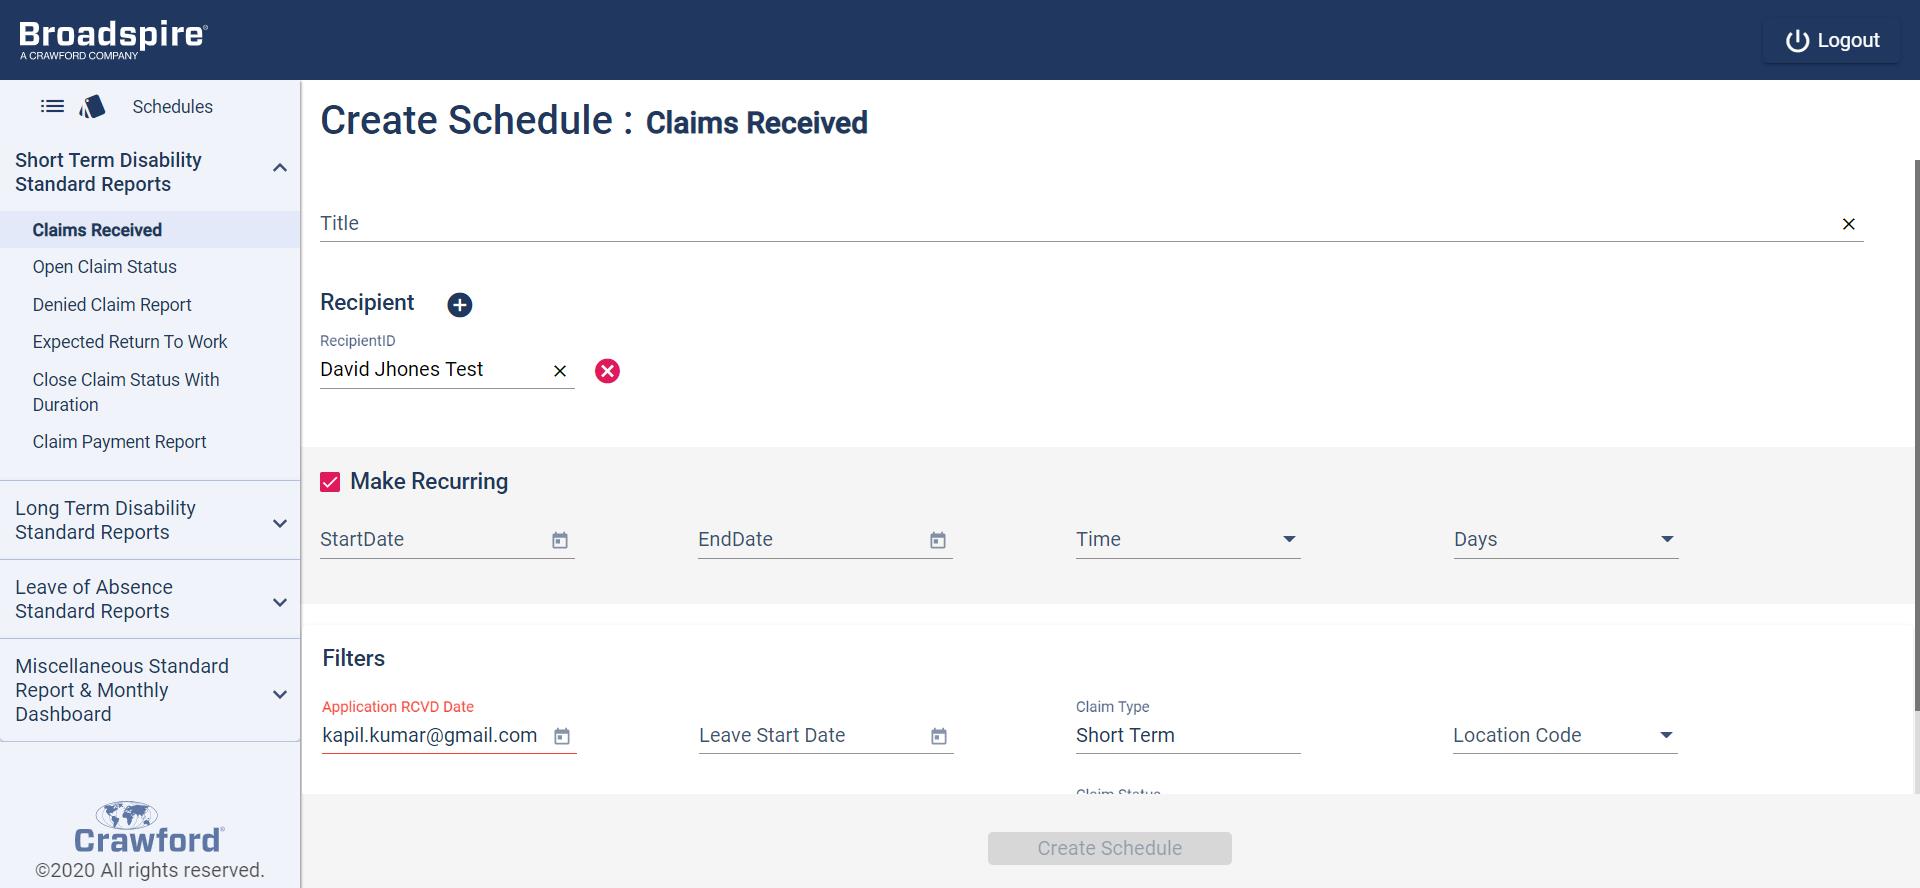 Broadspire
A CRAWFORD COMPANY
Logout
Schedules
Short Term Disability
Standard Reports
Claims Received
Open Claim Status
Denied Claim Report
Expected Return To Work
Close Claim Status With
Duration
Claim Payment Report
Long Term Disability
Standard Reports
Leave of Absence
Standard Reports
Miscellaneous Standard
Report & Monthly
Dashboard
Crawford
©2020 All rights reserved.
Create Schedule : Claims Received
Title
Recipient
RecipientID
David Jhones Test
Make Recurring
StartDate EndDate Time Days
Filters
Application RCVD Date Claim Type
kapil.kumar@gmail.com Leave Start Date Short Term Location Code
Claim Status
Create Schedule